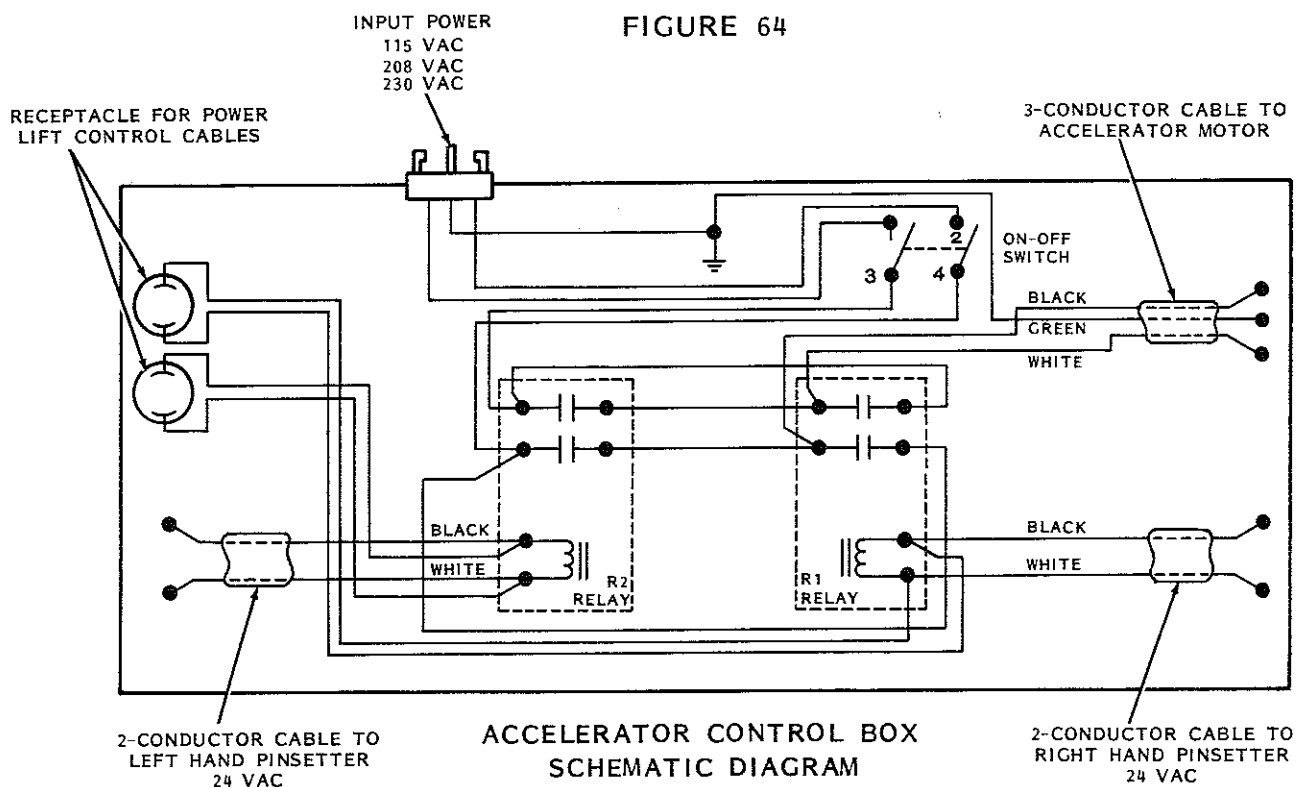 FIGURE 64
INPUT POWER
115 VAC
208 VAC
230 VAC
RECEPTACLE FOR POWER
LIFT CONTROL CABLES
3-CONDUCTOR CABLE TO
ACCELERATOR MOTOR
2
3
4
ON-OFF
SWITCH
BLACK
GREEN
WHITE
BLACK
WHITE
R2
RELAY
R1
RELAY
BLACK
WHITE
2-CONDUCTOR CABLE TO
LEFT HAND PINSETTER
24 VAC
ACCELERATOR CONTROL BOX
SCHEMATIC DIAGRAM
2-CONDUCTOR CABLE TO
RIGHT HAND PINSETTER
24 VAC